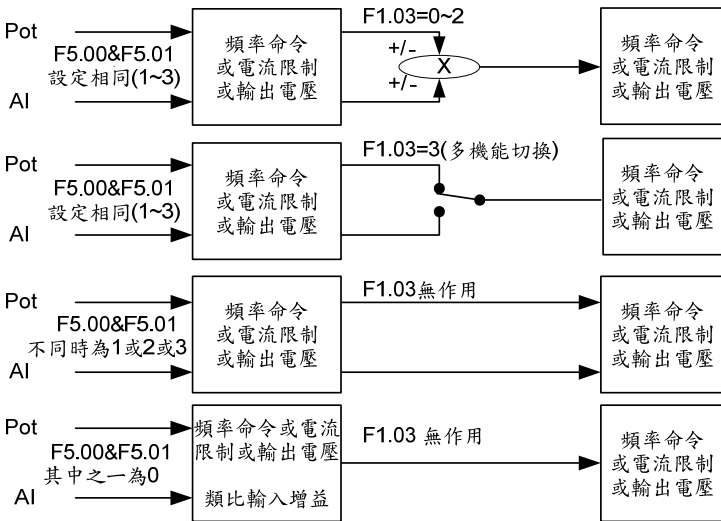 Pot
F5.00&F5.01
設定相同(1~3)
AI
頻率命令
或電流限制
或輸出電壓
F1.03=0~2
+/-
X
+/-
頻率命令
或電流限制
或輸出電壓
Pot
F5.00&F5.01
設定相同(1~3)
AI
頻率命令
或電流限制
或輸出電壓
F1.03=3(多機能切換)
頻率命令
或電流限制
或輸出電壓
Pot
F5.00&F5.01
不同時為1或2或3
AI
頻率命令
或電流限制
或輸出電壓
F1.03無作用
頻率命令
或電流限制
或輸出電壓
Pot
F5.00&F5.01
其中之一為0
AI
頻率命令或電流
限制或輸出電壓
類比輸入增益
F1.03 無作用
頻率命令
或電流限制
或輸出電壓